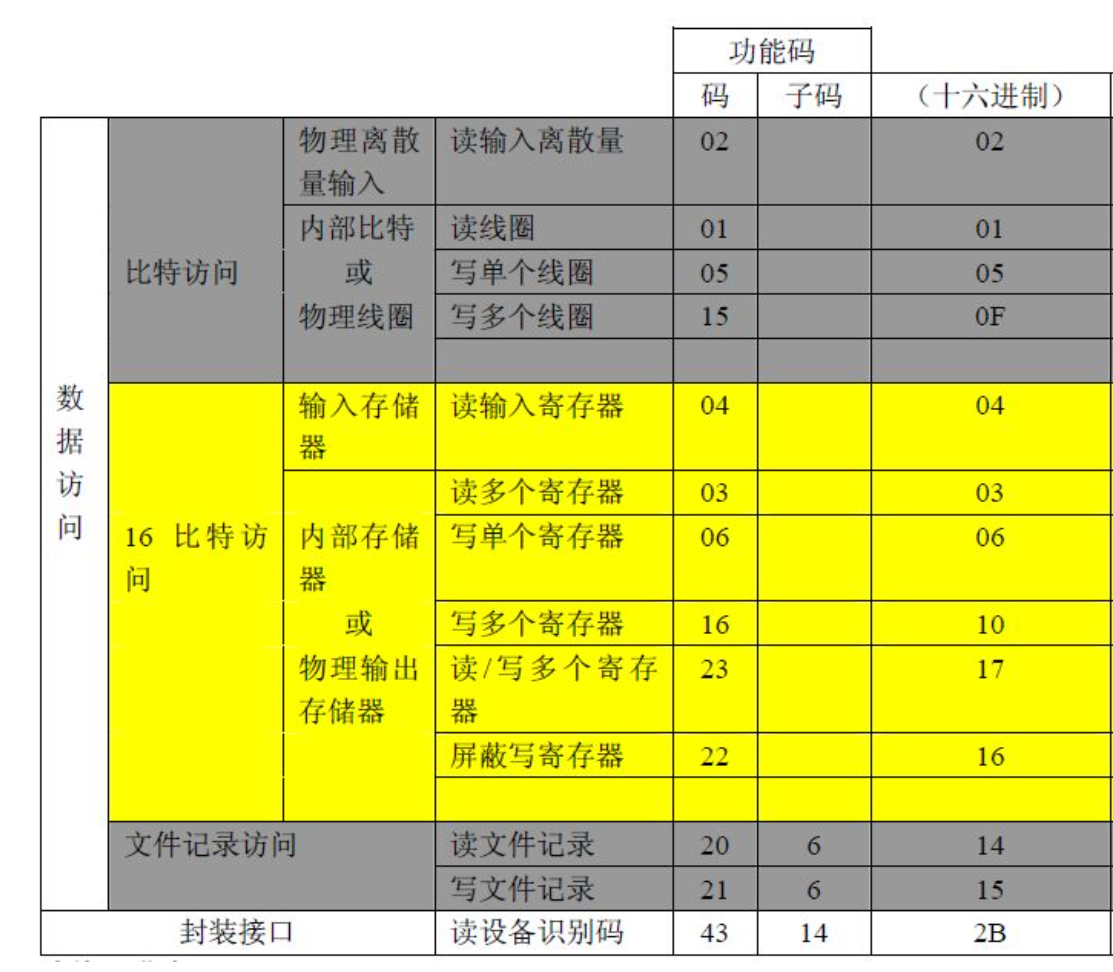 功能码
码 子码 （十六进制）
物理离散 读输入离散量 02 02
量输入
内部比特 读线圈 01 01
比特访问 或 写单个线圈 05 05
物理线圈 写多个线圈 15 0F
数
据
访
问
输入存储 读输入寄存器 04 04
器
读多个寄存器 03 03
16 比特访 内部存储 写单个寄存器 06 06
问 器
或 写多个寄存器 16 10
物理输出 读/写多个寄存 23 17
存储器 器
屏蔽写寄存器 22 16
文件记录访问 读文件记录 20 6 14
写文件记录 21 6 15
封装接口 读设备识别码 43 14 2B